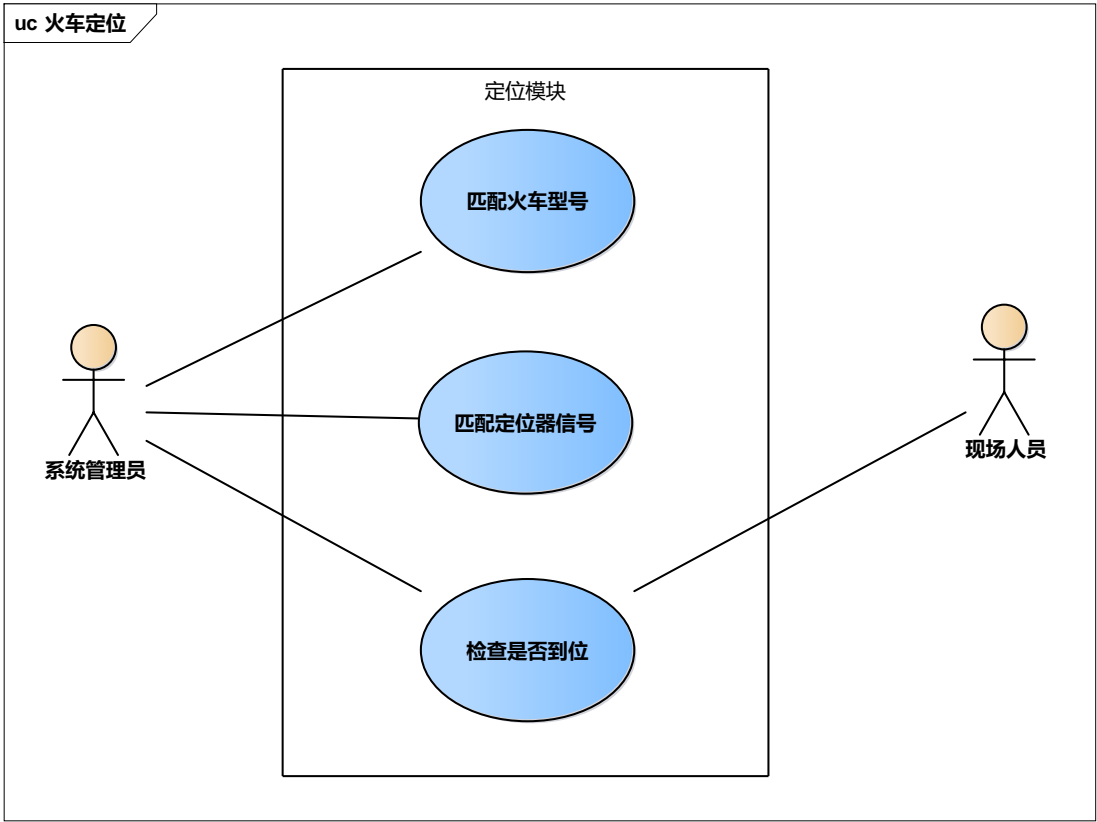 uc 火车定位
定位模块
匹配火车型号
匹配定位器信号
系统管理员
现场人员
检查是否到位